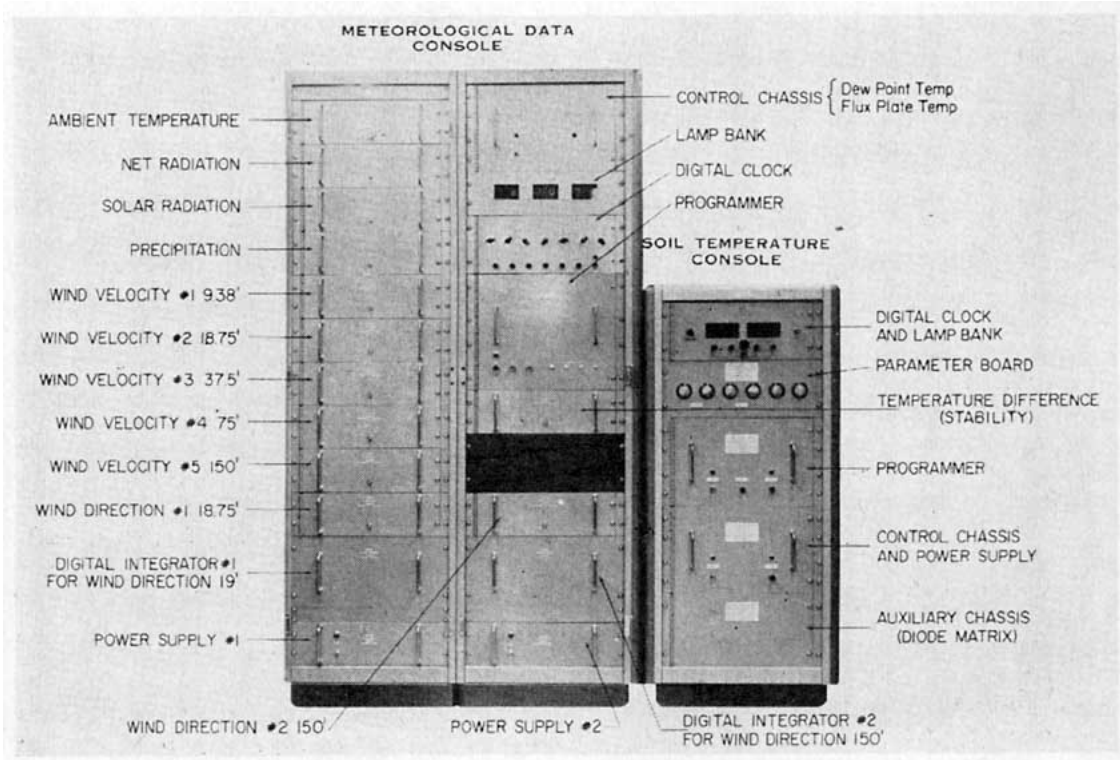 METEOROLOGICAL DATA
CONSOLE
AMBIENT TEMPERATURE
NET RADIATION
SOLAR RADIATION
PRECIPITATION
WIND VELOCITY #1 9.38'
WIND VELOCITY #2 18.75'
WIND VELOCITY #3 37.5'
WIND VELOCITY #4 75'
WIND VELOCITY #5 150'
WIND DIRECTION #1 18.75'
DIGITAL INTEGRATOR #1
FOR WIND DIRECTION 19'
POWER SUPPLY #1
WIND DIRECTION #2 150'
POWER SUPPLY #2
DIGITAL INTEGRATOR #2
FOR WIND DIRECTION 150'
CONTROL CHASSIS { Dew Point Temp
Flux Plate Temp
LAMP BANK
DIGITAL CLOCK
PROGRAMMER
SOIL TEMPERATURE
CONSOLE
DIGITAL CLOCK
AND LAMP BANK
PARAMETER BOARD
TEMPERATURE DIFFERENCE
(STABILITY)
PROGRAMMER
CONTROL CHASSIS
AND POWER SUPPLY
AUXILIARY CHASSIS
(DIODE MATRIX)